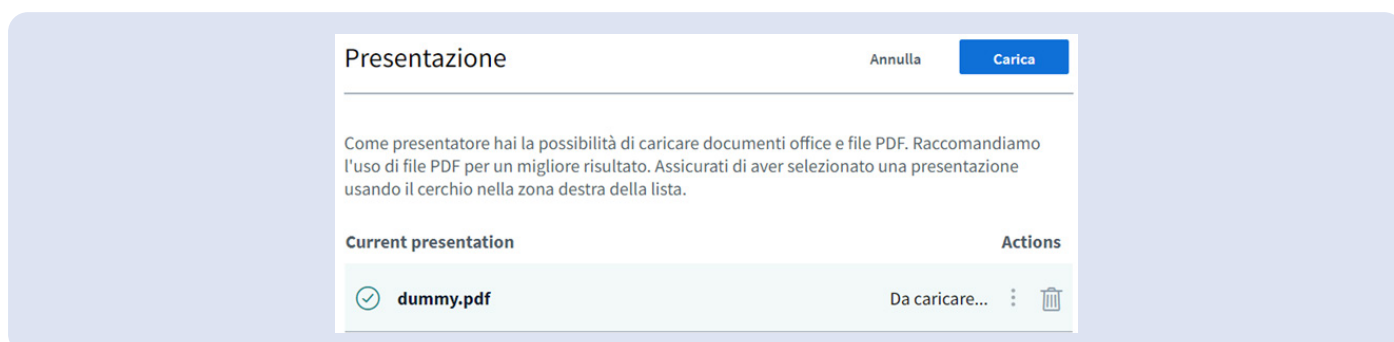 Presentazione
Annulla
Carica
Come presentatore hai la possibilità di caricare documenti office e file PDF. Raccomandiamo
l'uso di file PDF per un migliore risultato. Assicurati di aver selezionato una presentazione
usando il cerchio nella zona destra della lista.
Current presentation
Actions
dummy.pdf
Da caricare...